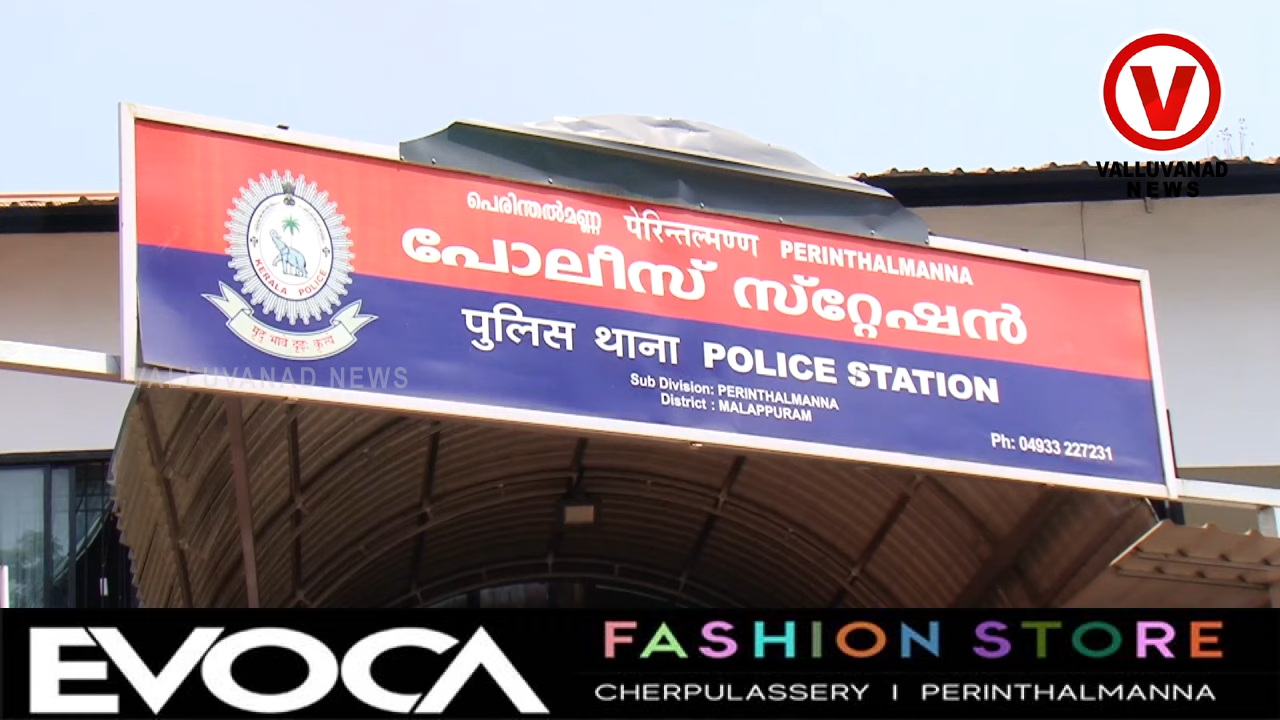 V
VALLUVANAD
NEWS
പെരിന്തൽമണ്ണ पेरिन्तल्मण्ण PERINTHALMANNA
പോലീസ് സ്റ്റേഷൻ
पुलिस थाना POLICE STATION
Sub Division: PERINTHALMANNA
District : MALAPPURAM
Ph: 04933 227231
KERALA POLICE
मृदु भावे दृढ़ कृत्ये
VALLUVANAD NEWS
EVOCA FASHION STORE
CHERPULASSERY I PERINTHALMANNA